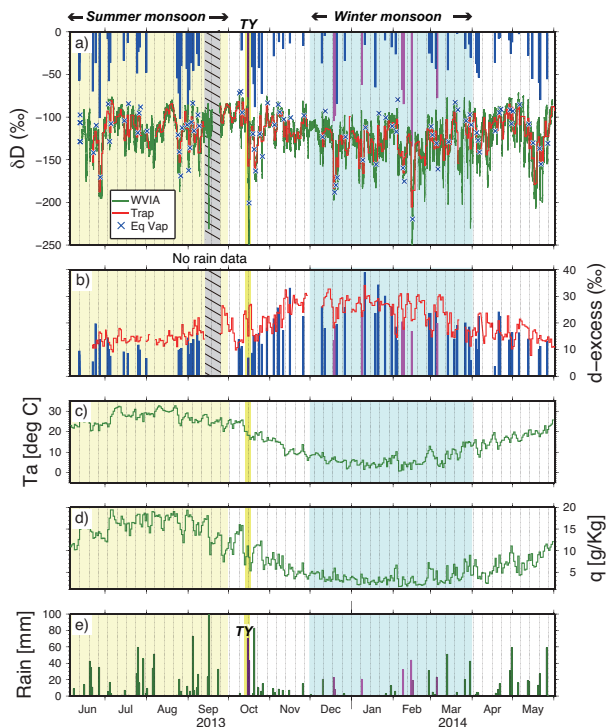 Summer monsoon
TY
Winter monsoon
a)
0
−50
−100
−150
−200
−250
δD (‰)
WVIA
Trap
Eq Vap
No rain data
b)
40
30
20
10
0
d−excess (‰)
c)
30
20
10
0
Ta [deg C]
d)
20
15
10
5
q [g/Kg]
e)
TY
100
80
60
40
20
0
Rain [mm]
Jun Jul Aug Sep Oct Nov Dec Jan Feb Mar Apr May
2013 2014